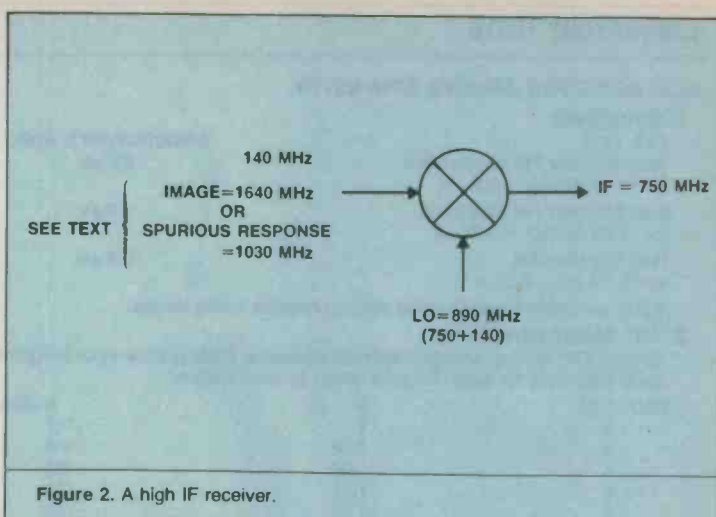 140 MHz
IMAGE=1640 MHz
OR
SEE TEXT
SPURIOUS RESPONSE
=1030 MHz
IF = 750 MHz
LO=890 MHz
(750+140)
Figure 2. A high IF receiver.